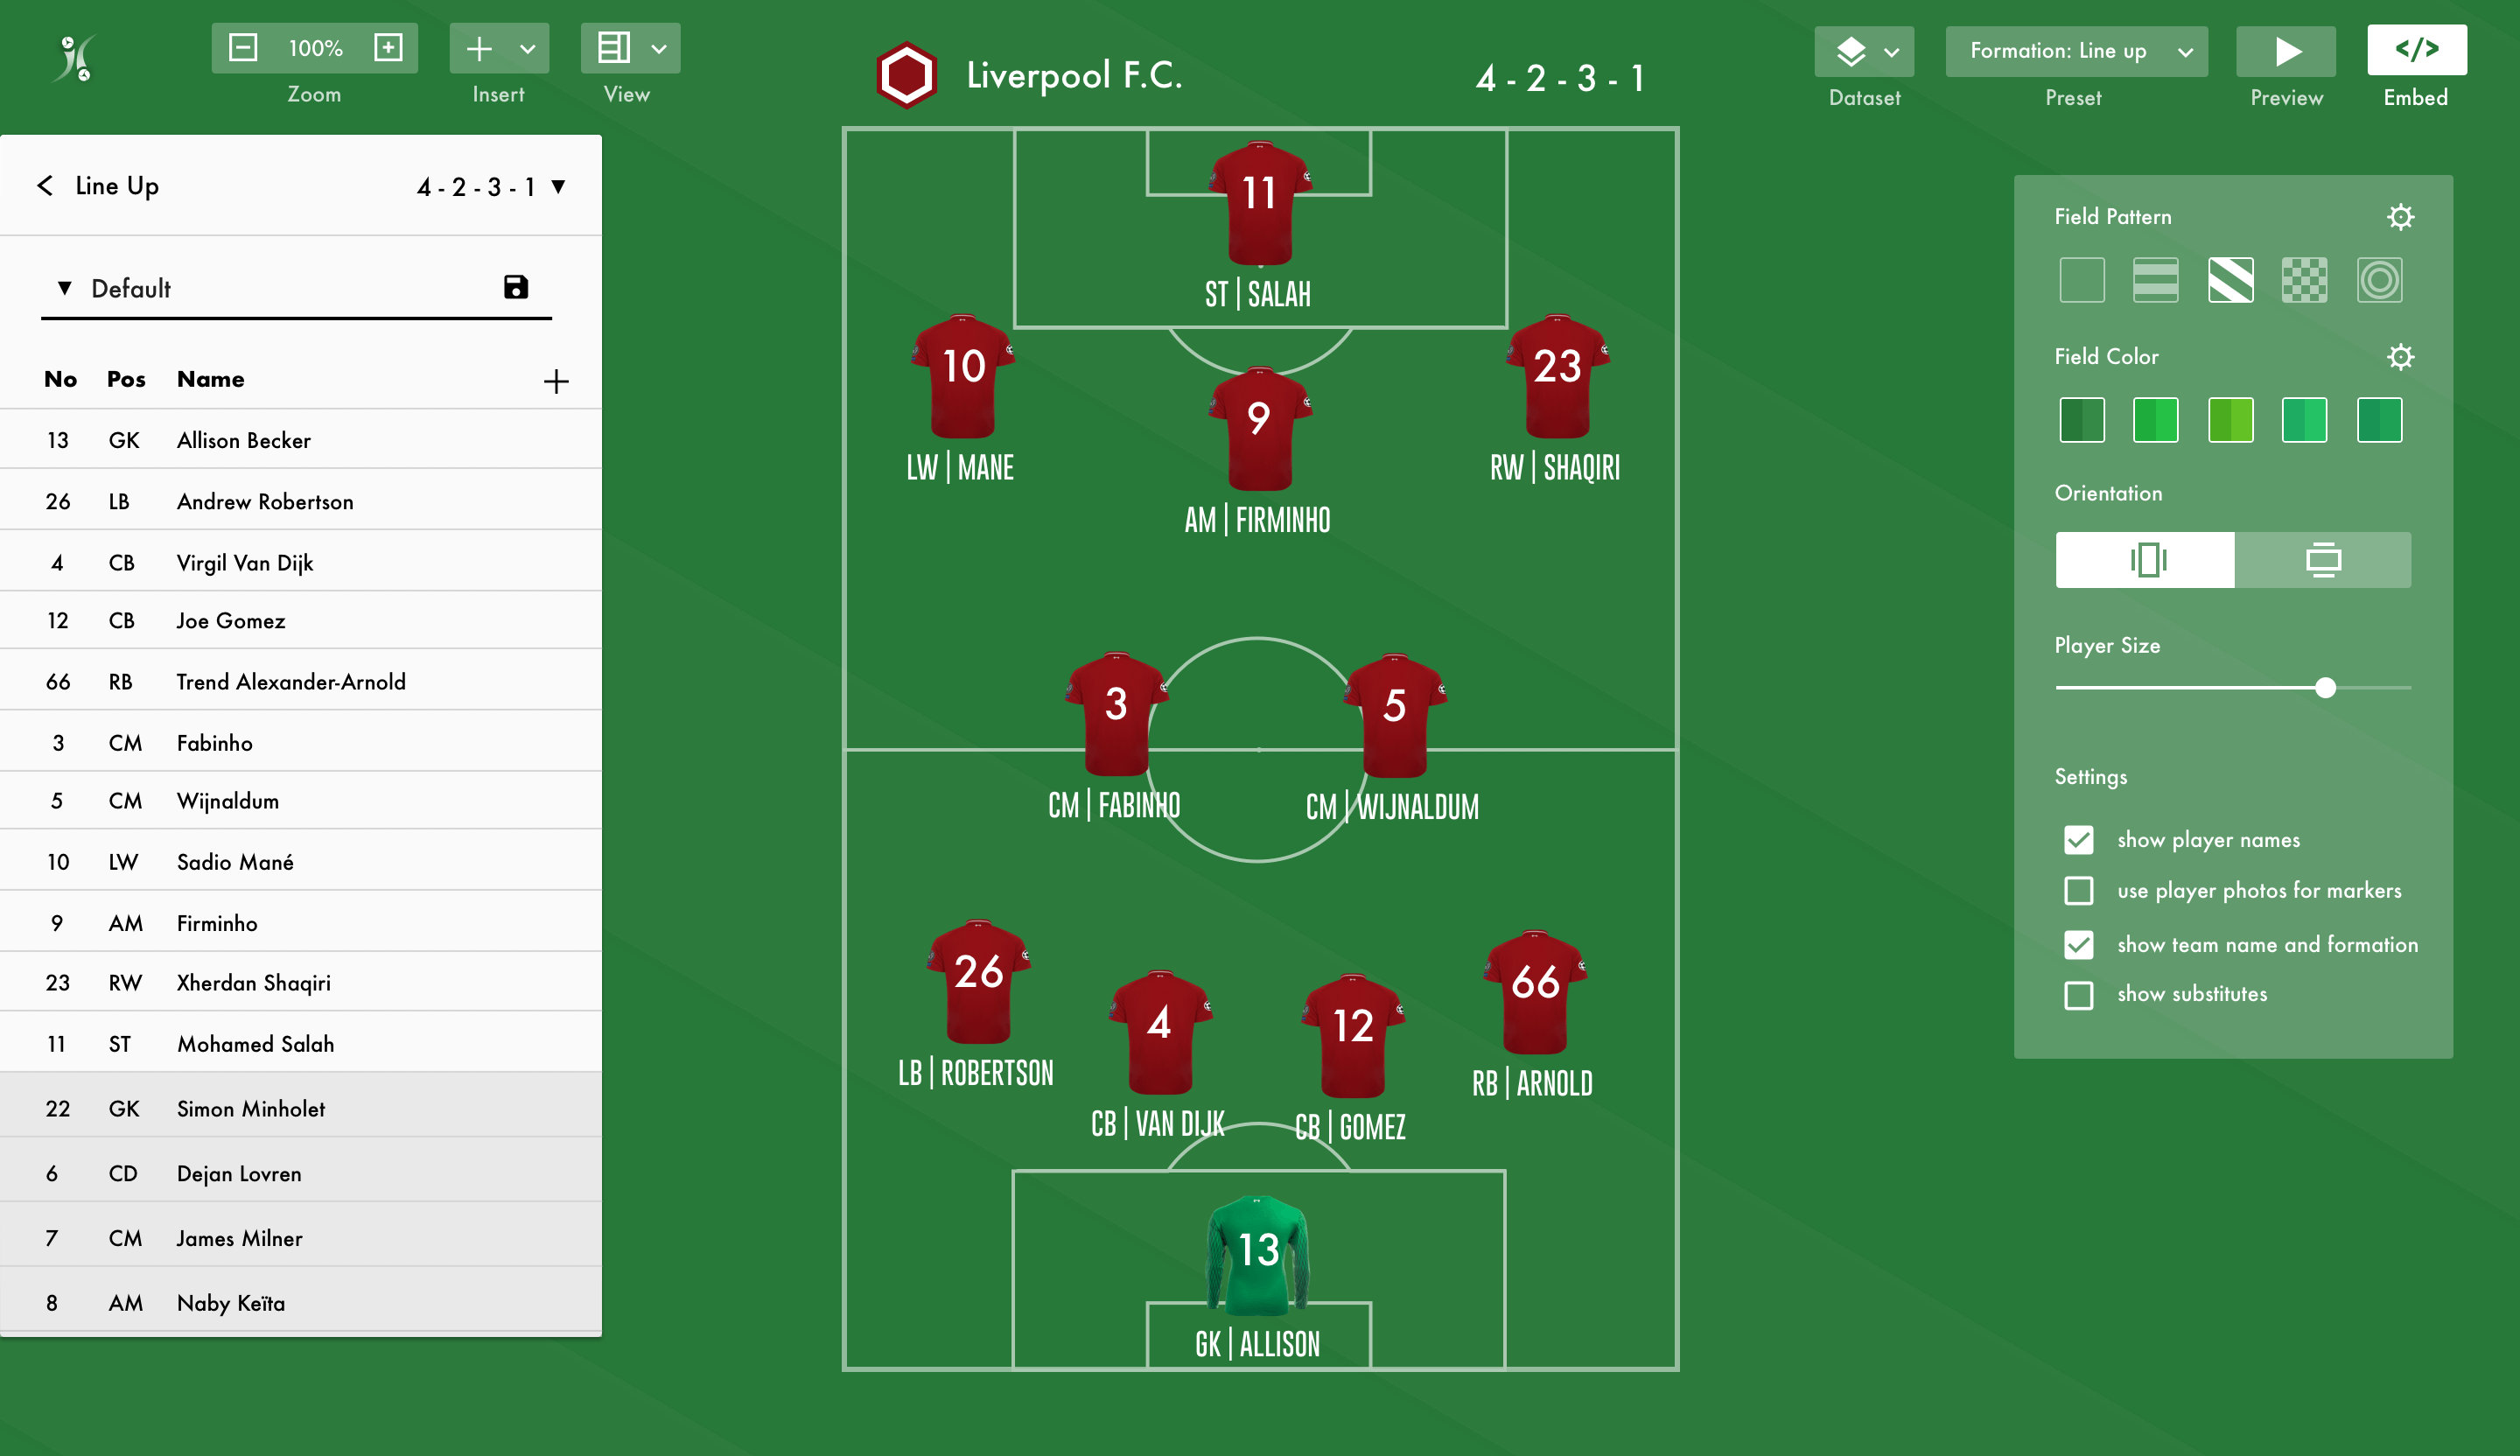 100%
Zoom
Insert
View
Liverpool F.C.
4 - 2 - 3 - 1
Dataset
Formation: Line up
Preset
Preview
</>
Embed
Line Up
4 - 2 - 3 - 1
Default
No Pos Name
13 GK Allison Becker
26 LB Andrew Robertson
4 CB Virgil Van Dijk
12 CB Joe Gomez
66 RB Trend Alexander-Arnold
3 CM Fabinho
5 CM Wijnaldum
10 LW Sadio Mané
9 AM Firminho
23 RW Xherdan Shaqiri
11 ST Mohamed Salah
22 GK Simon Minholet
6 CD Dejan Lovren
7 CM James Milner
8 AM Naby Keïta
11
ST | SALAH
10
LW | MANE
9
AM | FIRMINHO
23
RW | SHAQIRI
3
CM | FABINHO
5
CM | WIJNALDUM
26
LB | ROBERTSON
4
CB | VAN DIJK
12
CB | GOMEZ
66
RB | ARNOLD
13
GK | ALLISON
Field Pattern
Field Color
Orientation
Player Size
Settings
show player names
use player photos for markers
show team name and formation
show substitutes